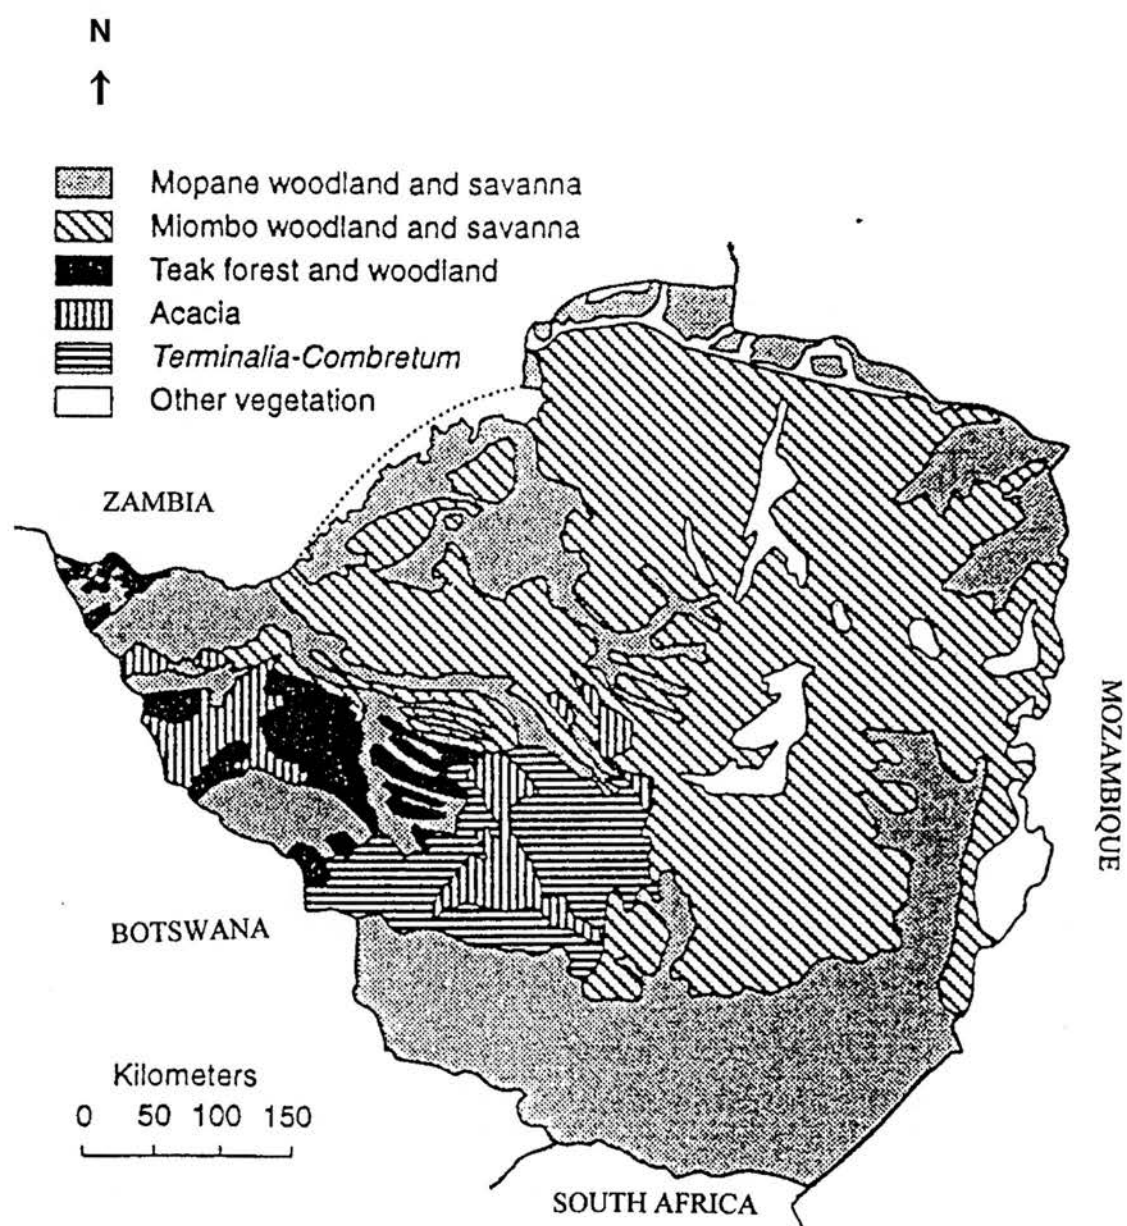 N
Mopane woodland and savanna
Miombo woodland and savanna
Teak forest and woodland
Acacia
Terminalia-Combretum
Other vegetation
ZAMBIA
MOZAMBIQUE
BOTSWANA
Kilometers
0 50 100 150
SOUTH AFRICA